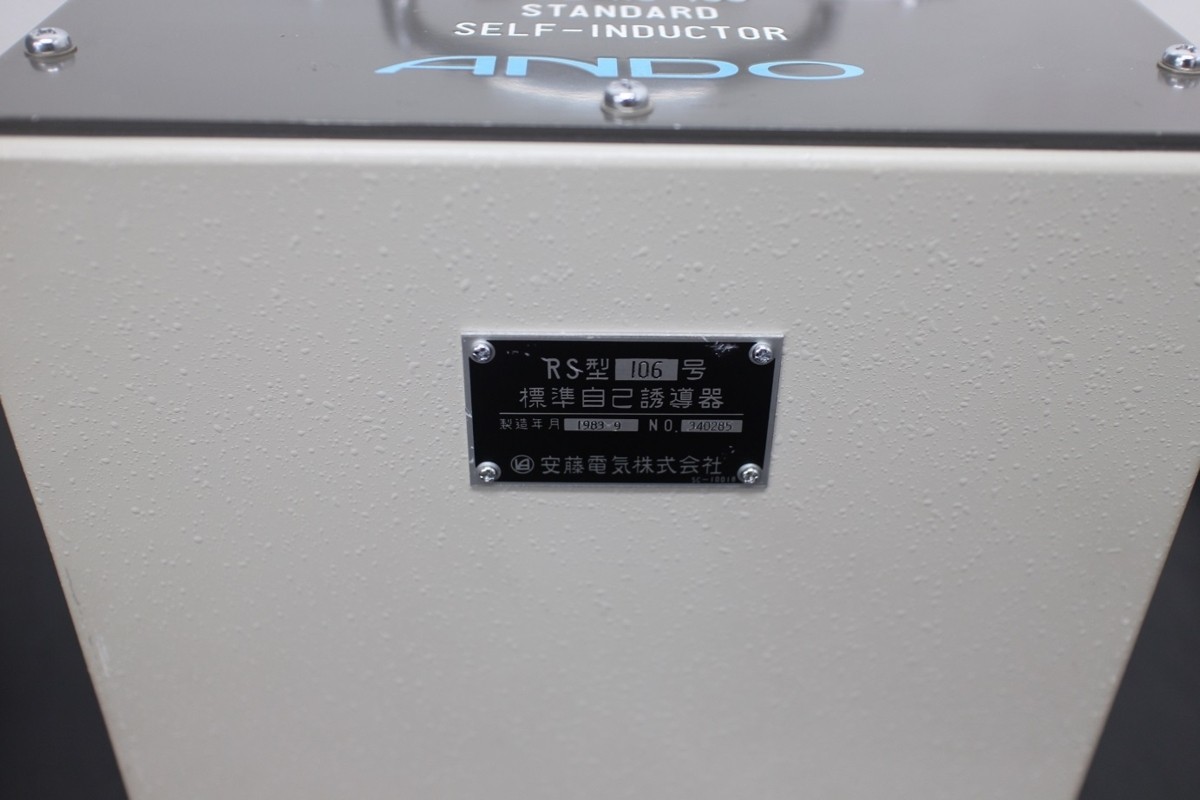 STANDARD
SELF-INDUCTOR
ANDO
RS型 106 号
標準自己誘導器
製造年月 1983-9 NO. 340285
安藤電気株式会社